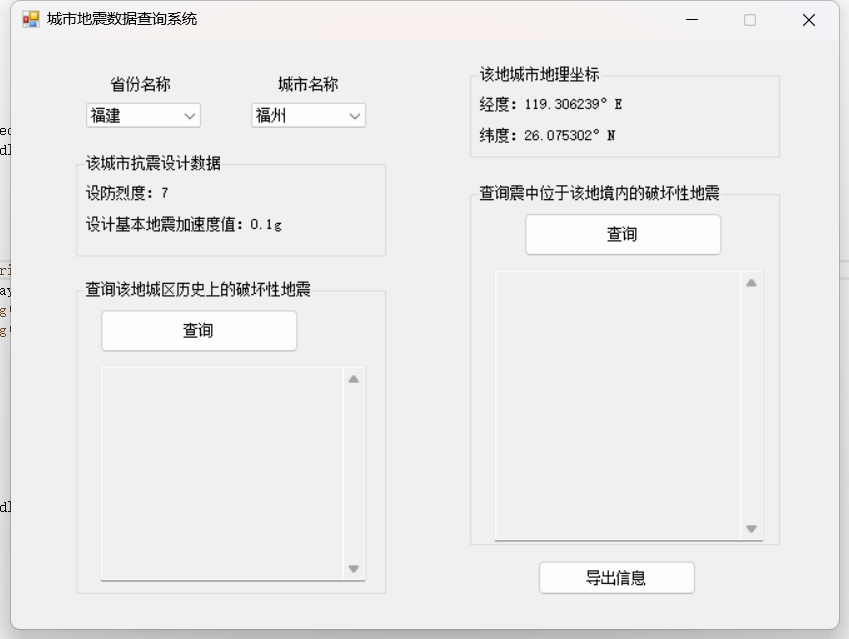 城市地震数据查询系统
省份名称
城市名称
福建
福州
该城市抗震设计数据
设防烈度：7
设计基本地震加速度值：0.1g
查询该地城区历史上的破坏性地震
查询
该地城市地理坐标
经度：119.306239° E
纬度：26.075302° N
查询震中位于该地境内的破坏性地震
查询
导出信息